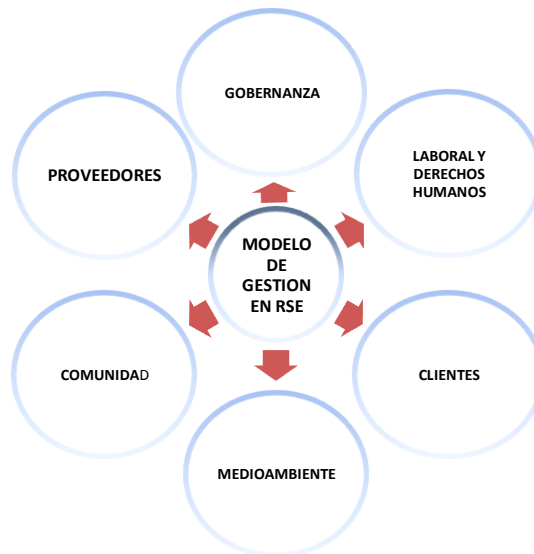 GOBERNANZA
PROVEEDORES
LABORAL Y
DERECHOS
HUMANOS
MODELO
DE
GESTION
EN RSE
COMUNIDAD
CLIENTES
MEDIOAMBIENTE